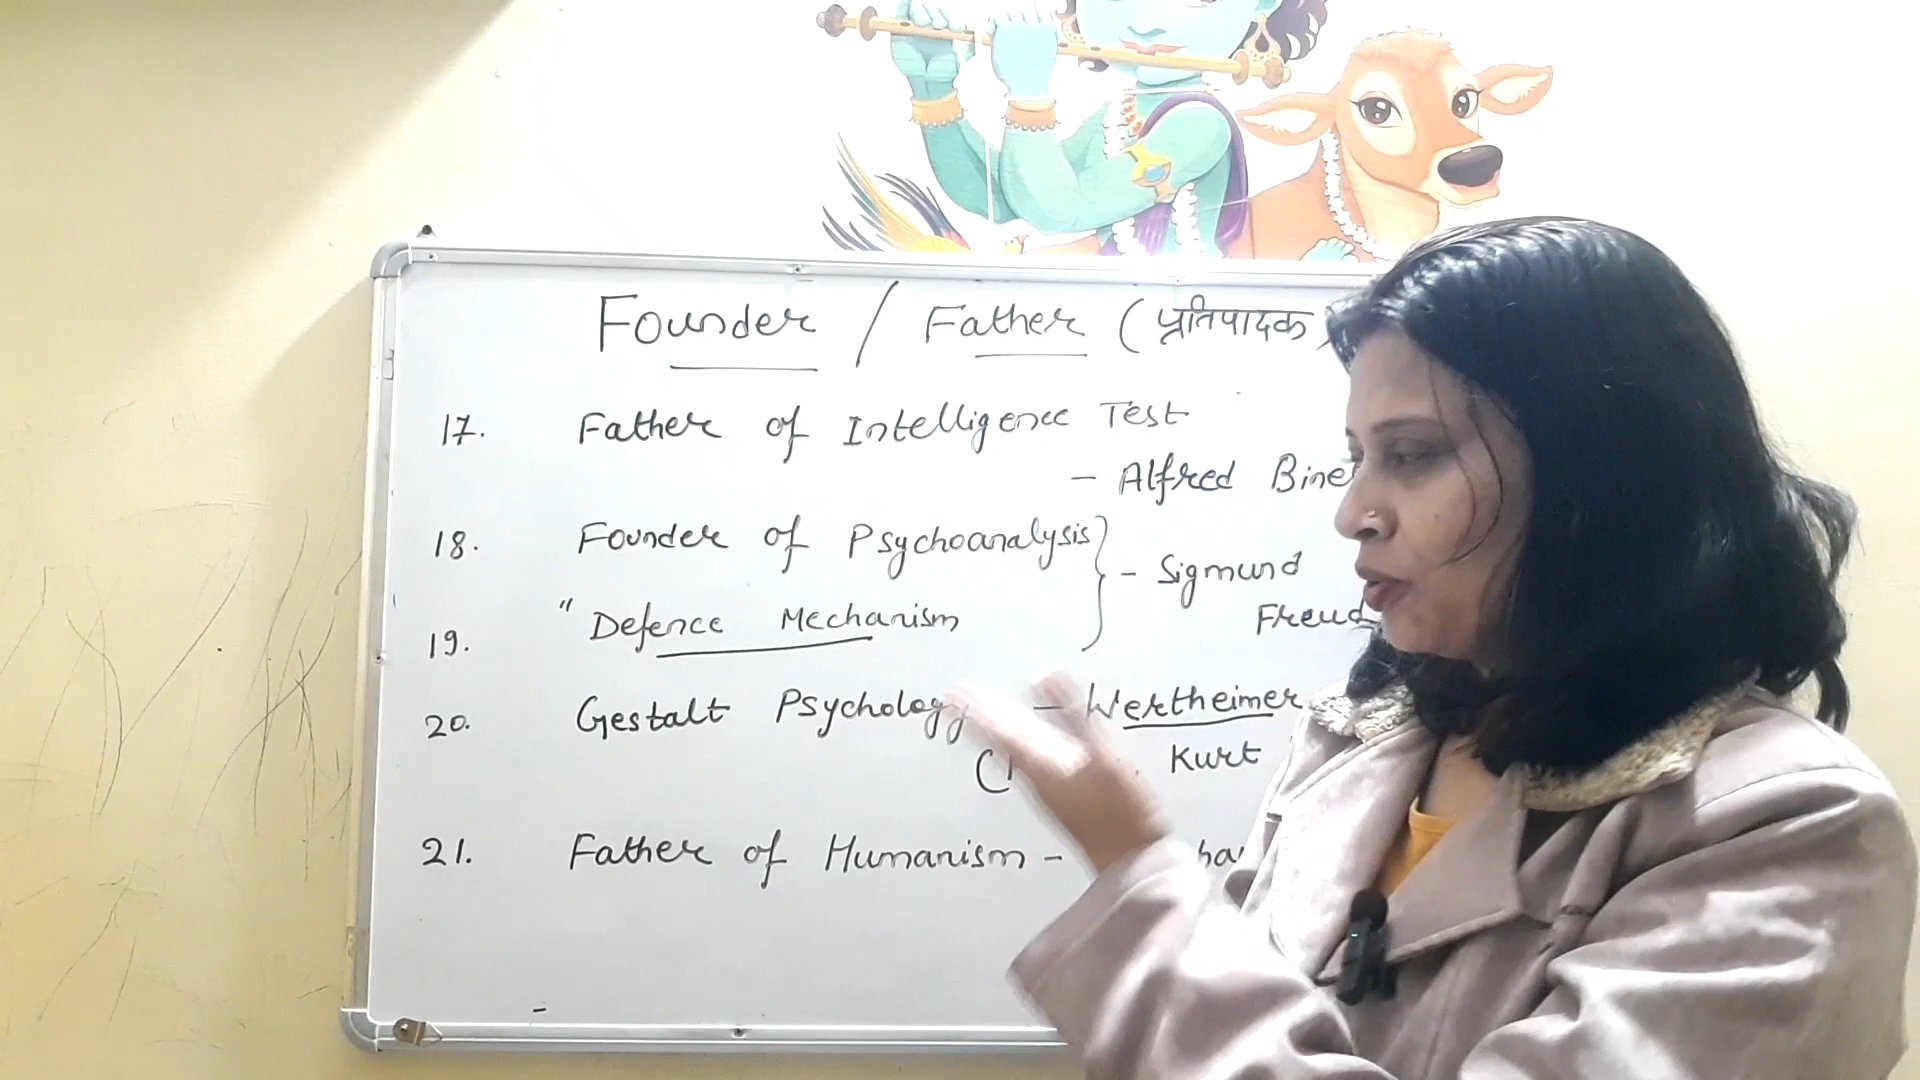 Founder / Father (प्रतिपादक)
17. Father of Intelligence Test
- Alfred Bine
18. Founder of Psychoanalysis } - Sigmund
Freud
19. " Defence Mechanism
20. Gestalt Psychology - Wertheimer
( Kurt
21. Father of Humanism -